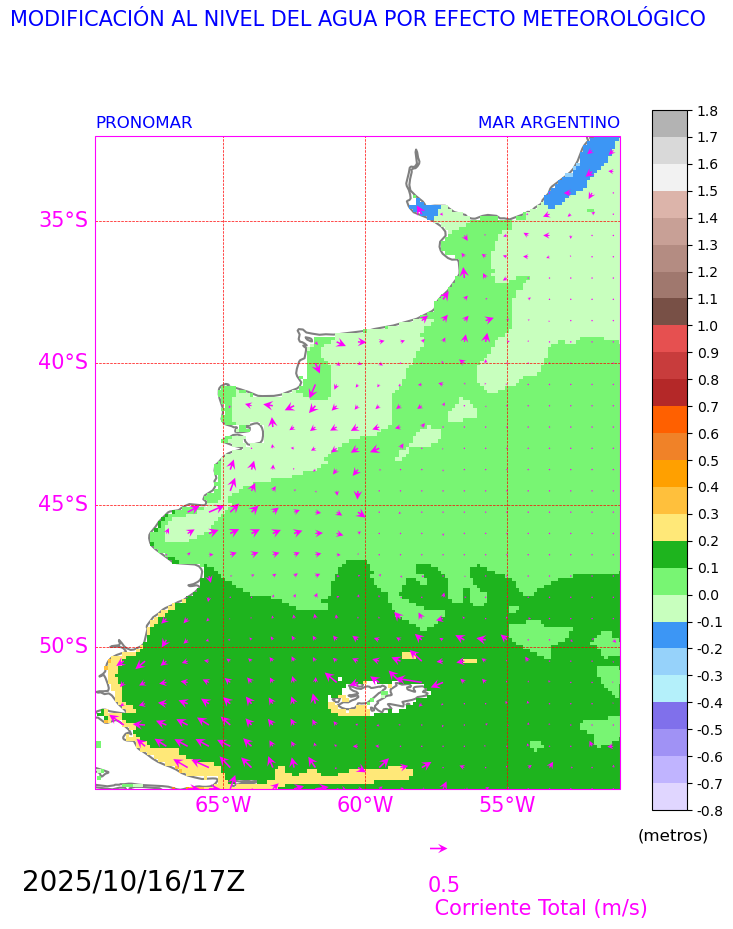 MODIFICACIÓN AL NIVEL DEL AGUA POR EFECTO METEOROLÓGICO
PRONOMAR MAR ARGENTINO
35°S
40°S
45°S
50°S
65°W 60°W 55°W
1.8
1.7
1.6
1.5
1.4
1.3
1.2
1.1
1.0
0.9
0.8
0.7
0.6
0.5
0.4
0.3
0.2
0.1
0.0
-0.1
-0.2
-0.3
-0.4
-0.5
-0.6
-0.7
-0.8
(metros)
2025/10/16/17Z
0.5
Corriente Total (m/s)